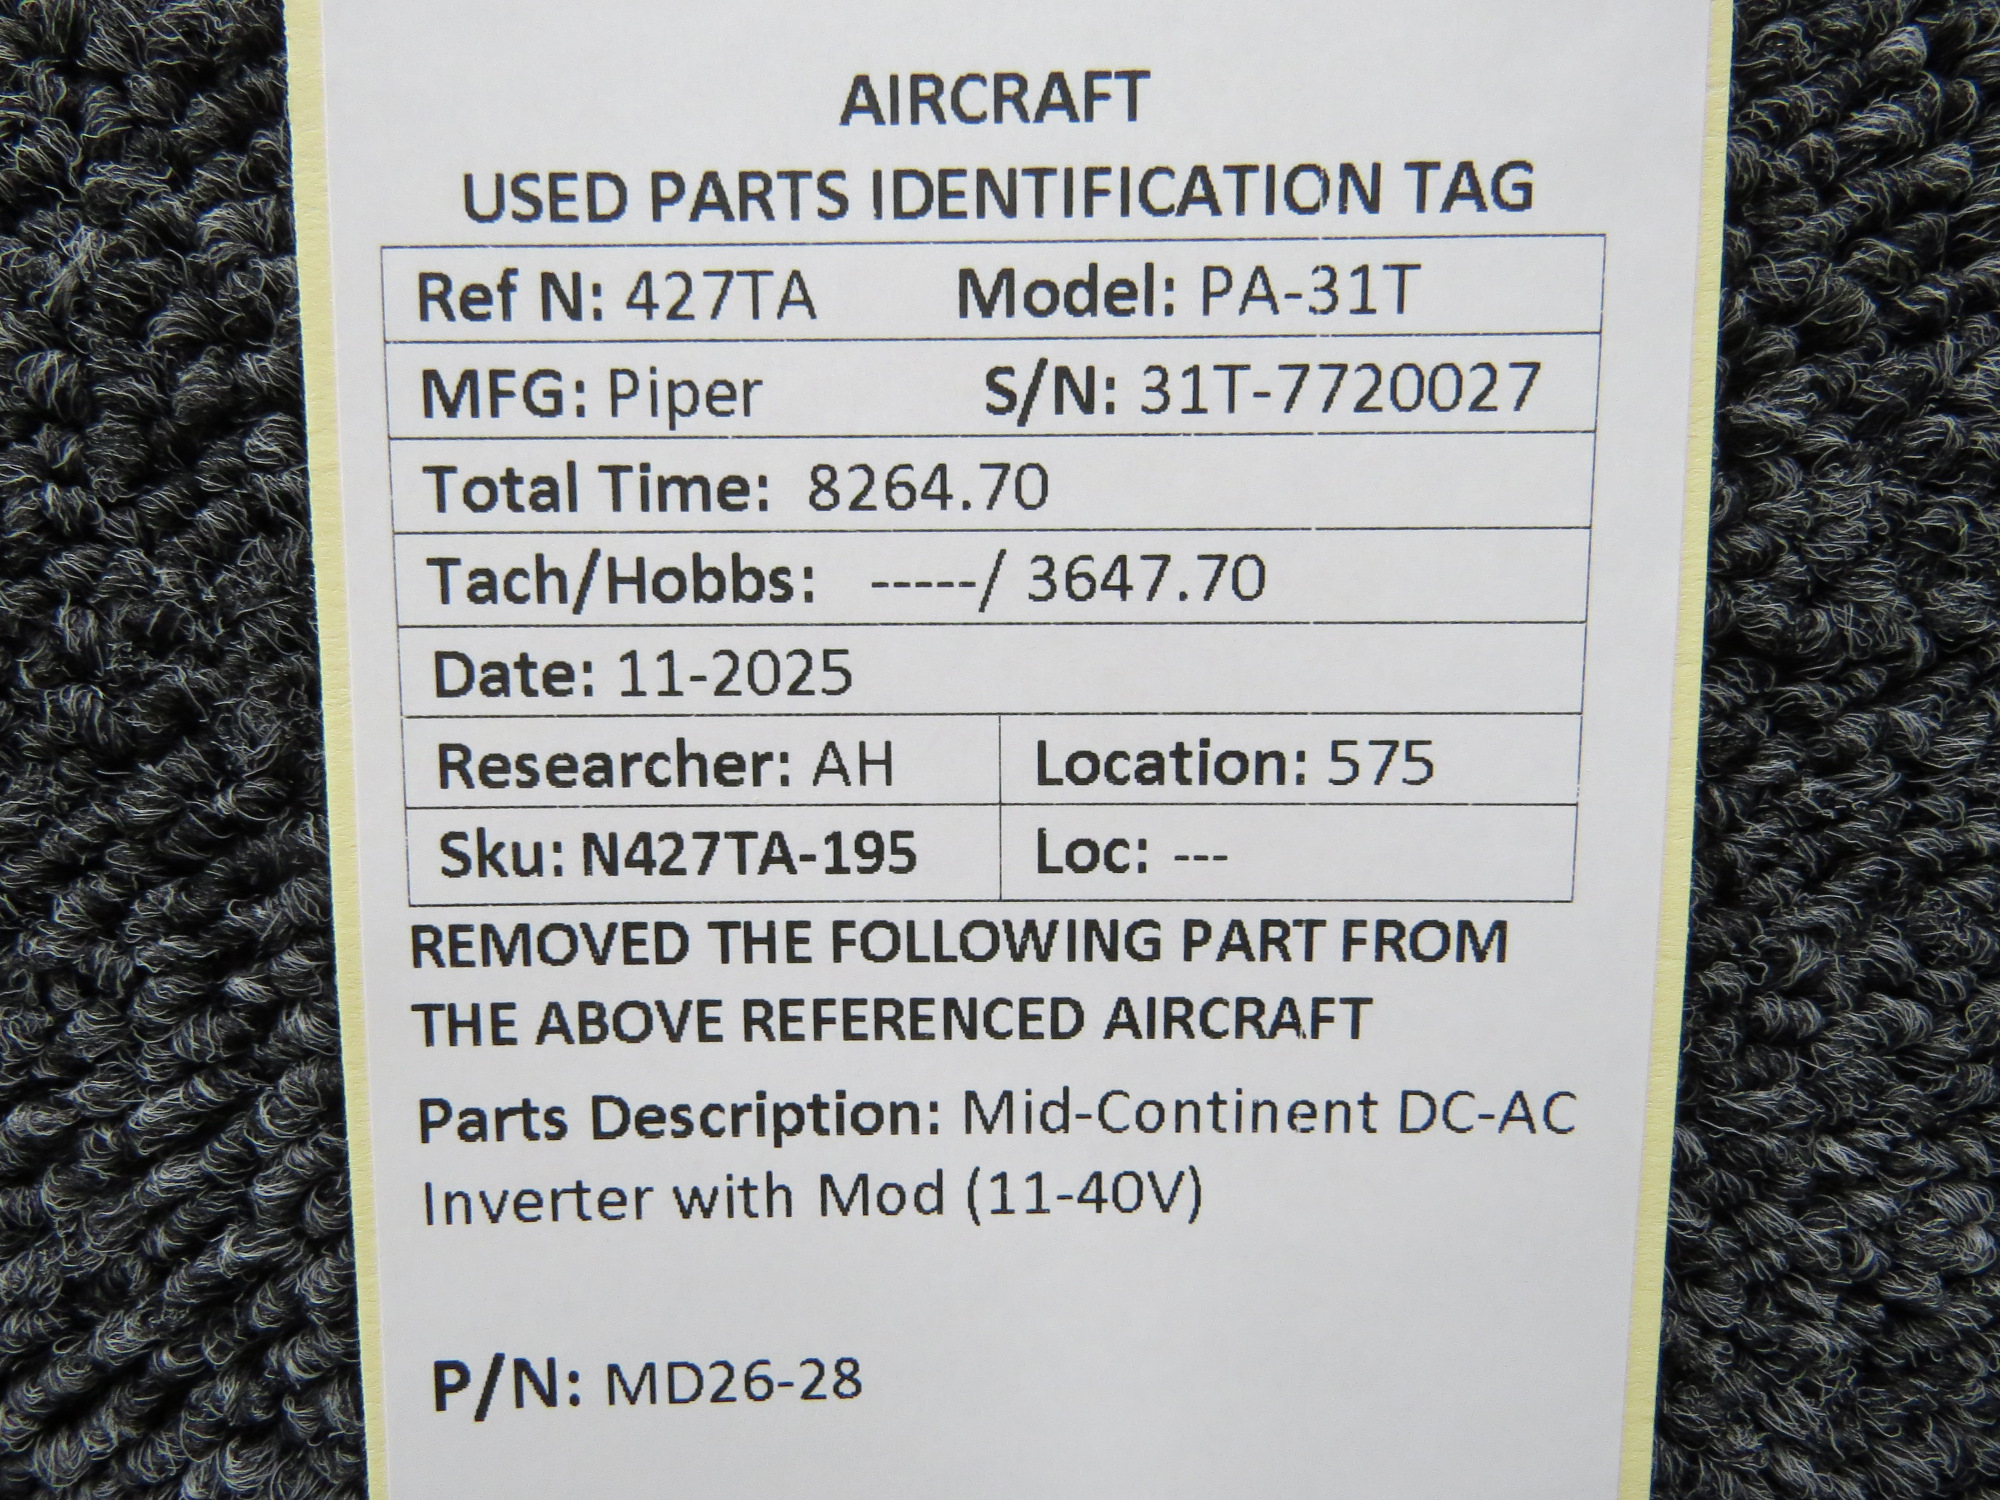 AIRCRAFT
USED PARTS IDENTIFICATION TAG
Ref N: 427TA Model: PA-31T
MFG: Piper S/N: 31T-7720027
Total Time: 8264.70
Tach/Hobbs: -----/ 3647.70
Date: 11-2025
Researcher: AH Location: 575
Sku: N427TA-195 Loc: ---
REMOVED THE FOLLOWING PART FROM
THE ABOVE REFERENCED AIRCRAFT
Parts Description: Mid-Continent DC-AC
Inverter with Mod (11-40V)
P/N: MD26-28